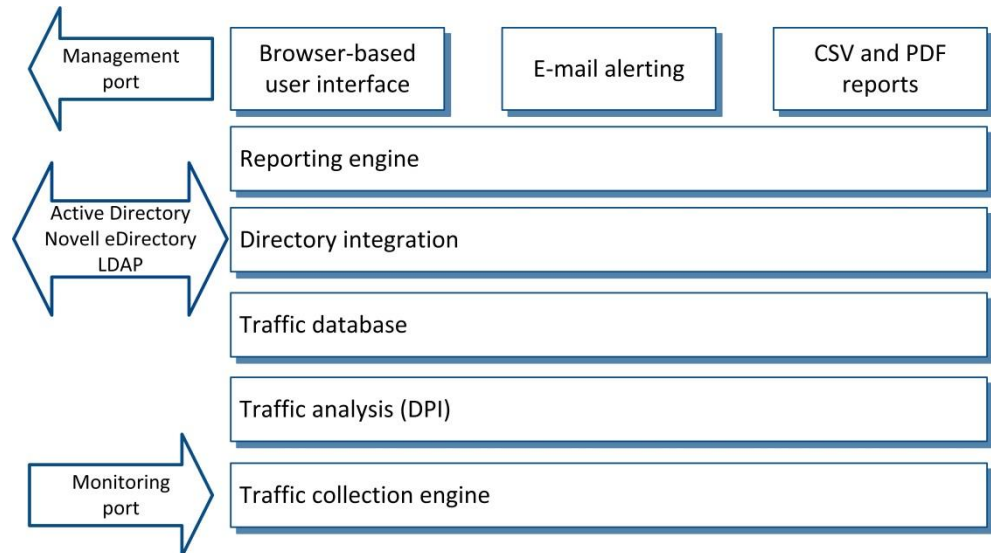 Management
port
Browser-based
user interface
E-mail alerting
CSV and PDF
reports
Reporting engine
Active Directory
Novell eDirectory
LDAP
Directory integration
Traffic database
Traffic analysis (DPI)
Monitoring
port
Traffic collection engine